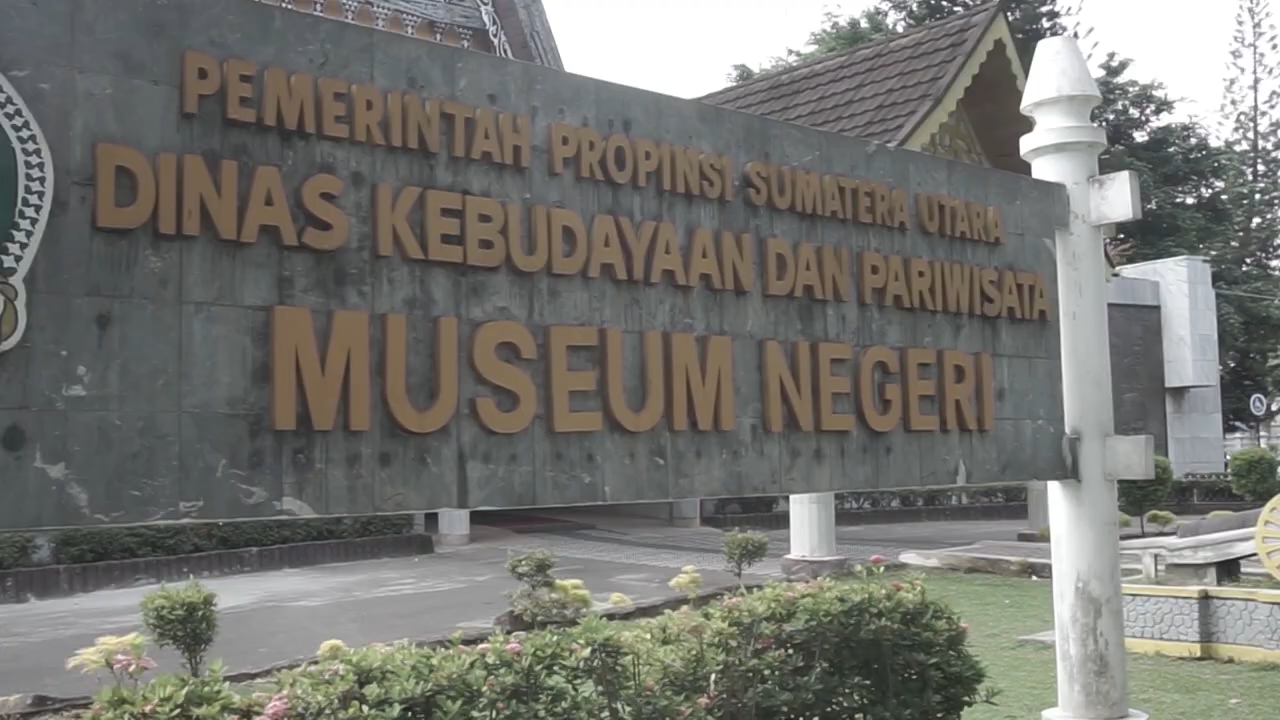 PEMERINTAH PROPINSI SUMATERA UTARA
DINAS KEBUDAYAAN DAN PARIWISATA
MUSEUM NEGERI